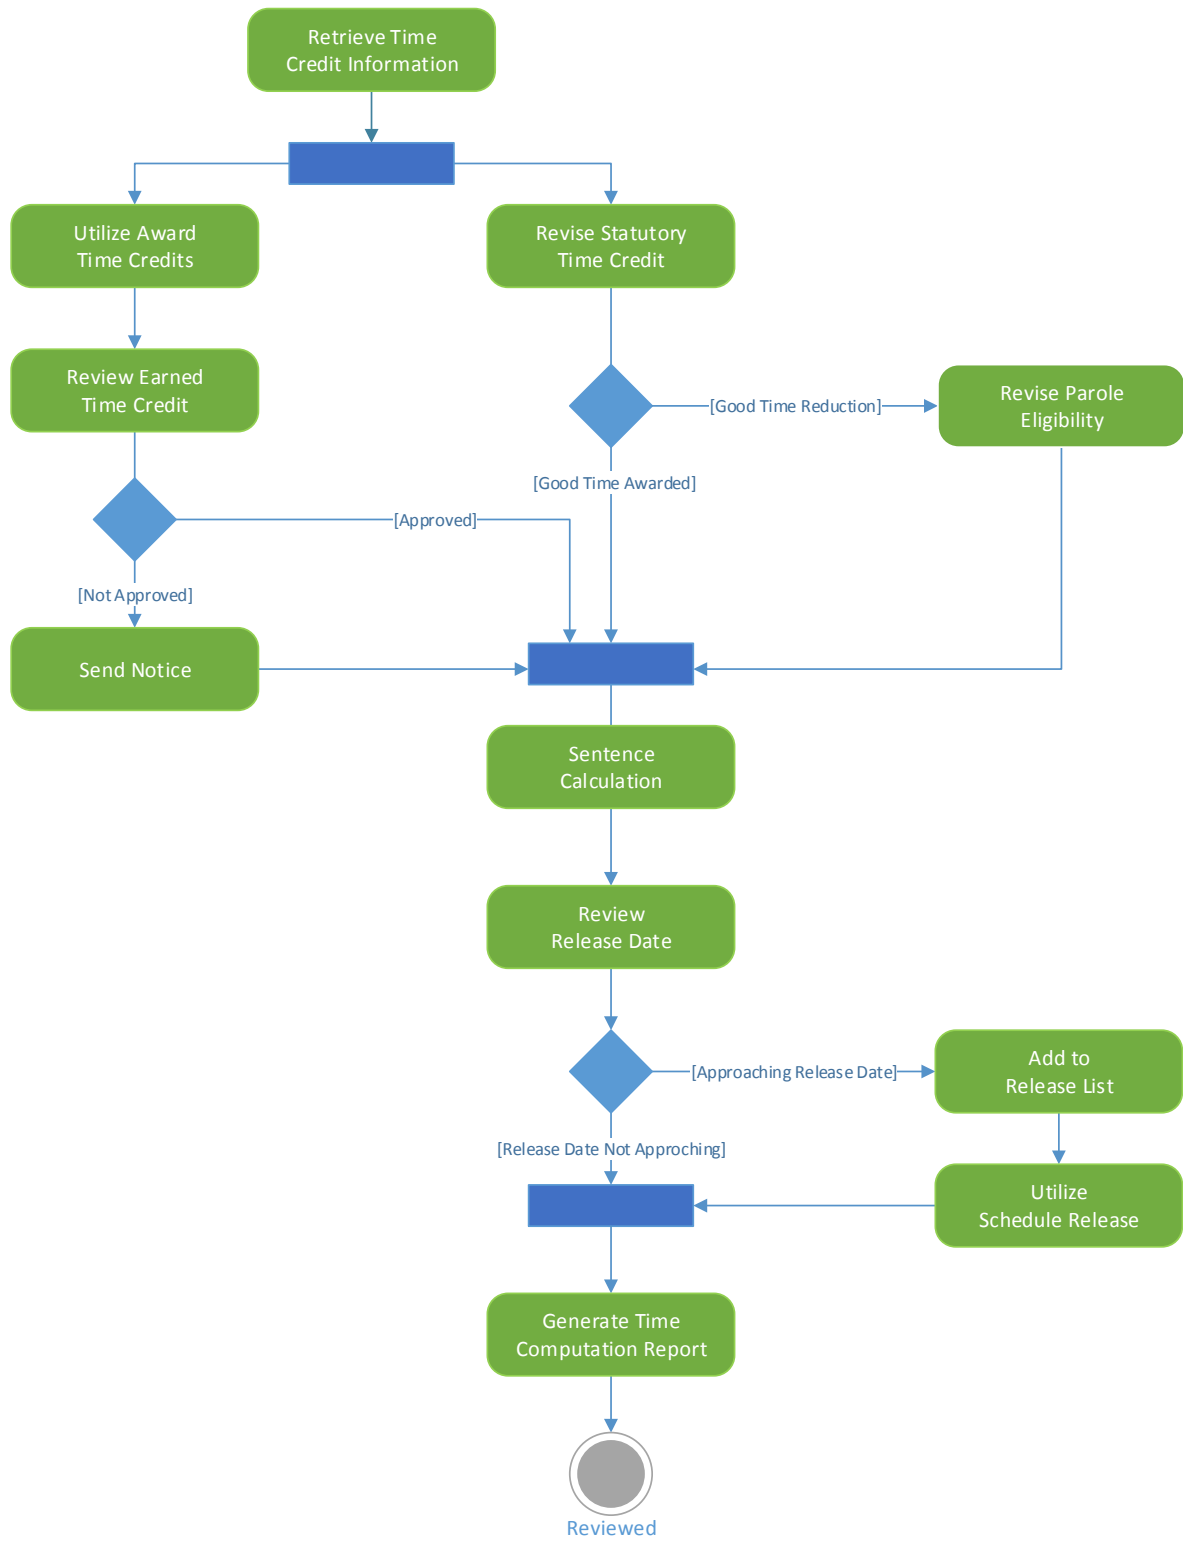 Retrieve Time
Credit Information
Utilize Award
Time Credits
Revise Statutory
Time Credit
Review Earned
Time Credit
[Good Time Reduction]
Revise Parole
Eligibility
[Good Time Awarded]
[Approved]
[Not Approved]
Send Notice
Sentence
Calculation
Review
Release Date
[Approaching Release Date]
Add to
Release List
[Release Date Not Approching]
Utilize
Schedule Release
Generate Time
Computation Report
Reviewed